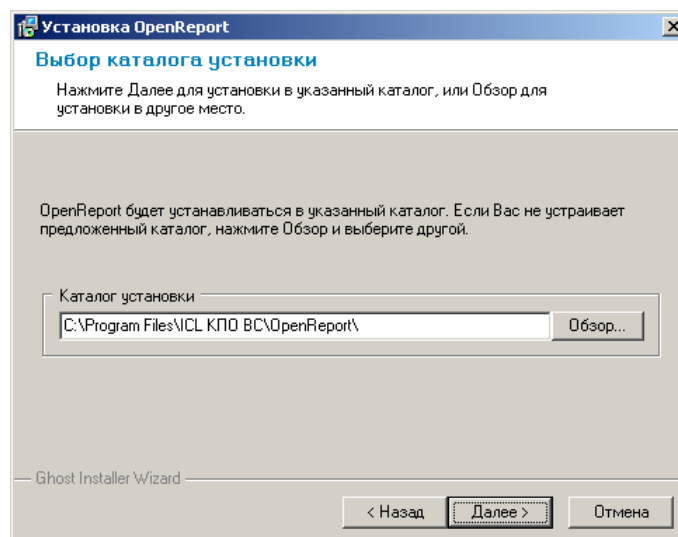 Установка OpenReport
Выбор каталога установки
Нажмите Далее для установки в указанный каталог, или Обзор для
установки в другое место.
OpenReport будет устанавливаться в указанный каталог. Если Вас не устраивает
предложенный каталог, нажмите Обзор и выберите другой.
Каталог установки
C:\Program Files\ICL КПО ВС\OpenReport\
Обзор...
Ghost Installer Wizard
< Назад
Далее >
Отмена